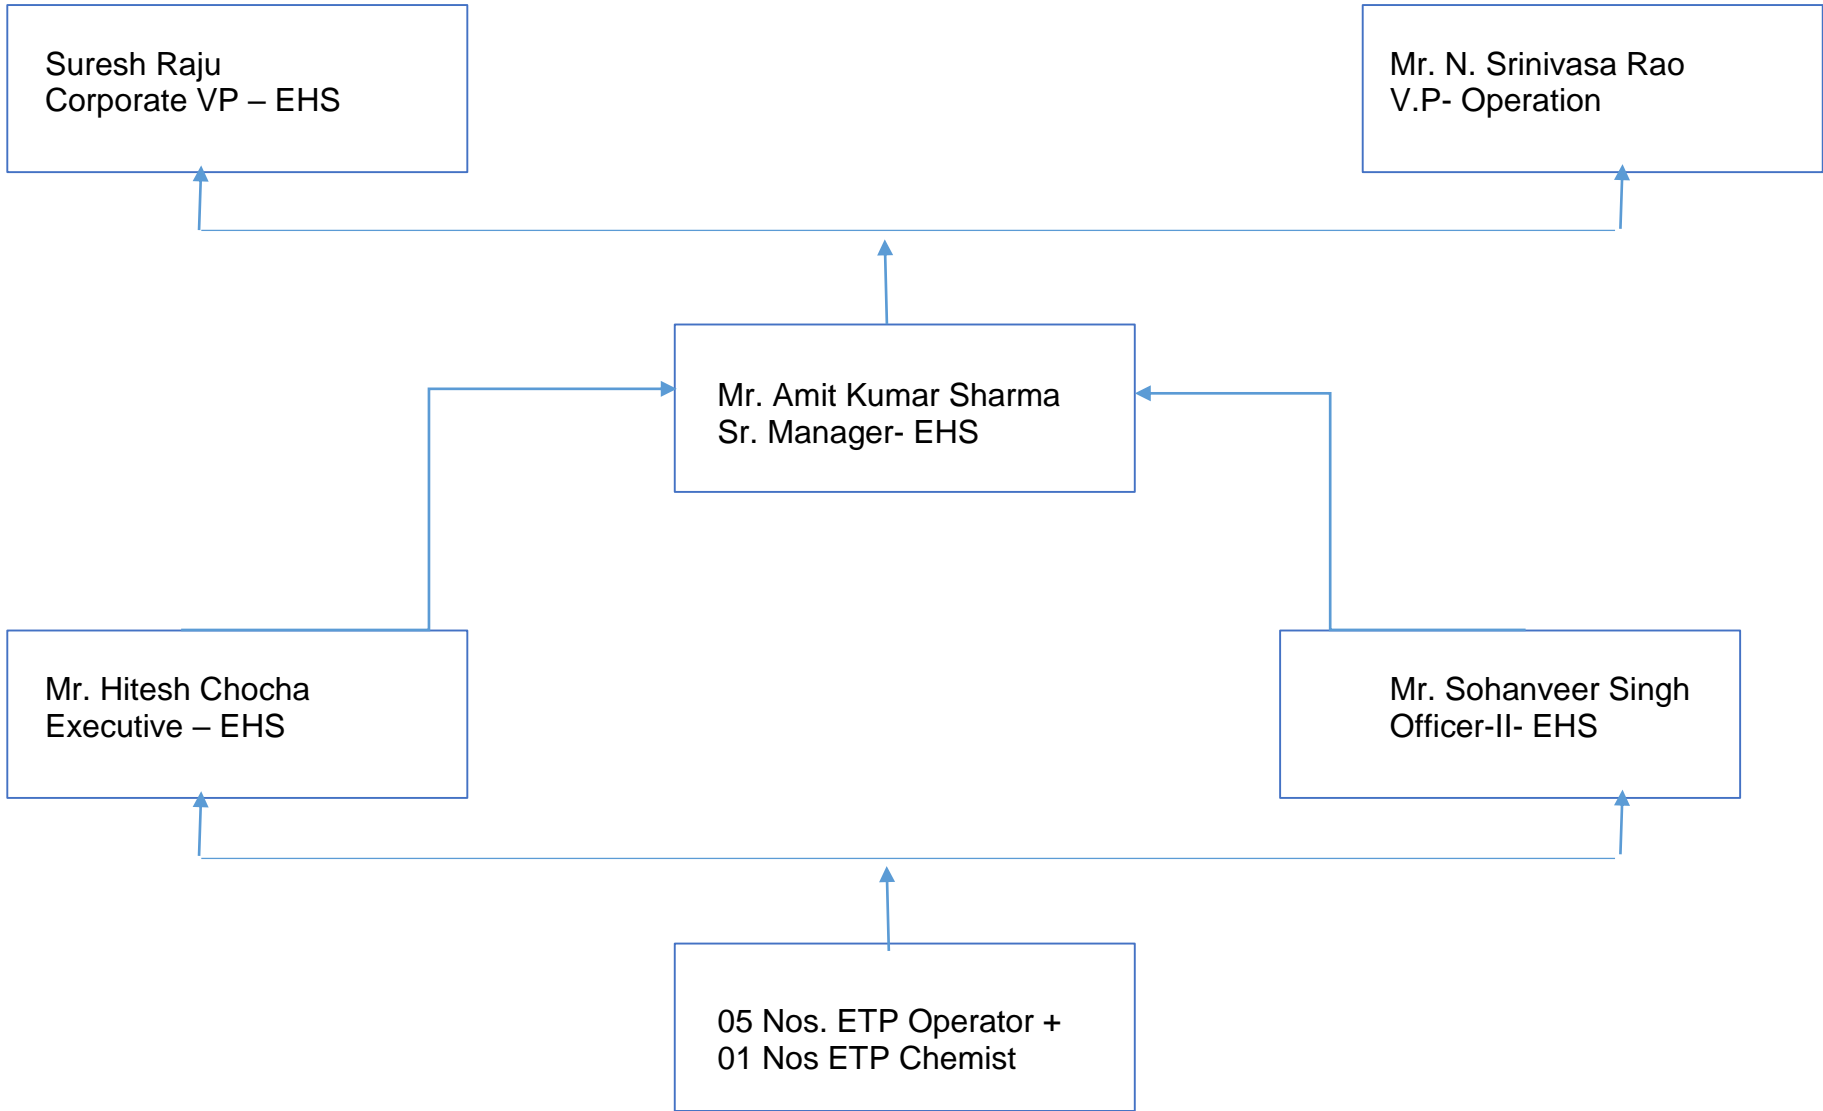 Suresh Raju
Corporate VP – EHS
Mr. N. Srinivasa Rao
V.P- Operation
Mr. Amit Kumar Sharma
Sr. Manager- EHS
Mr. Hitesh Chocha
Executive – EHS
Mr. Sohanveer Singh
Officer-II- EHS
05 Nos. ETP Operator +
01 Nos ETP Chemist